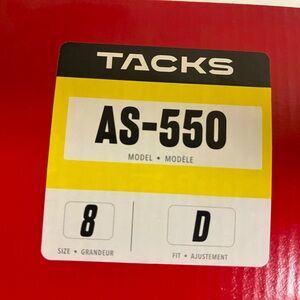 TACKS
AS-550
MODEL • MODÈLE
8
D
SIZE • GRANDEUR
FIT • AJUSTEMENT